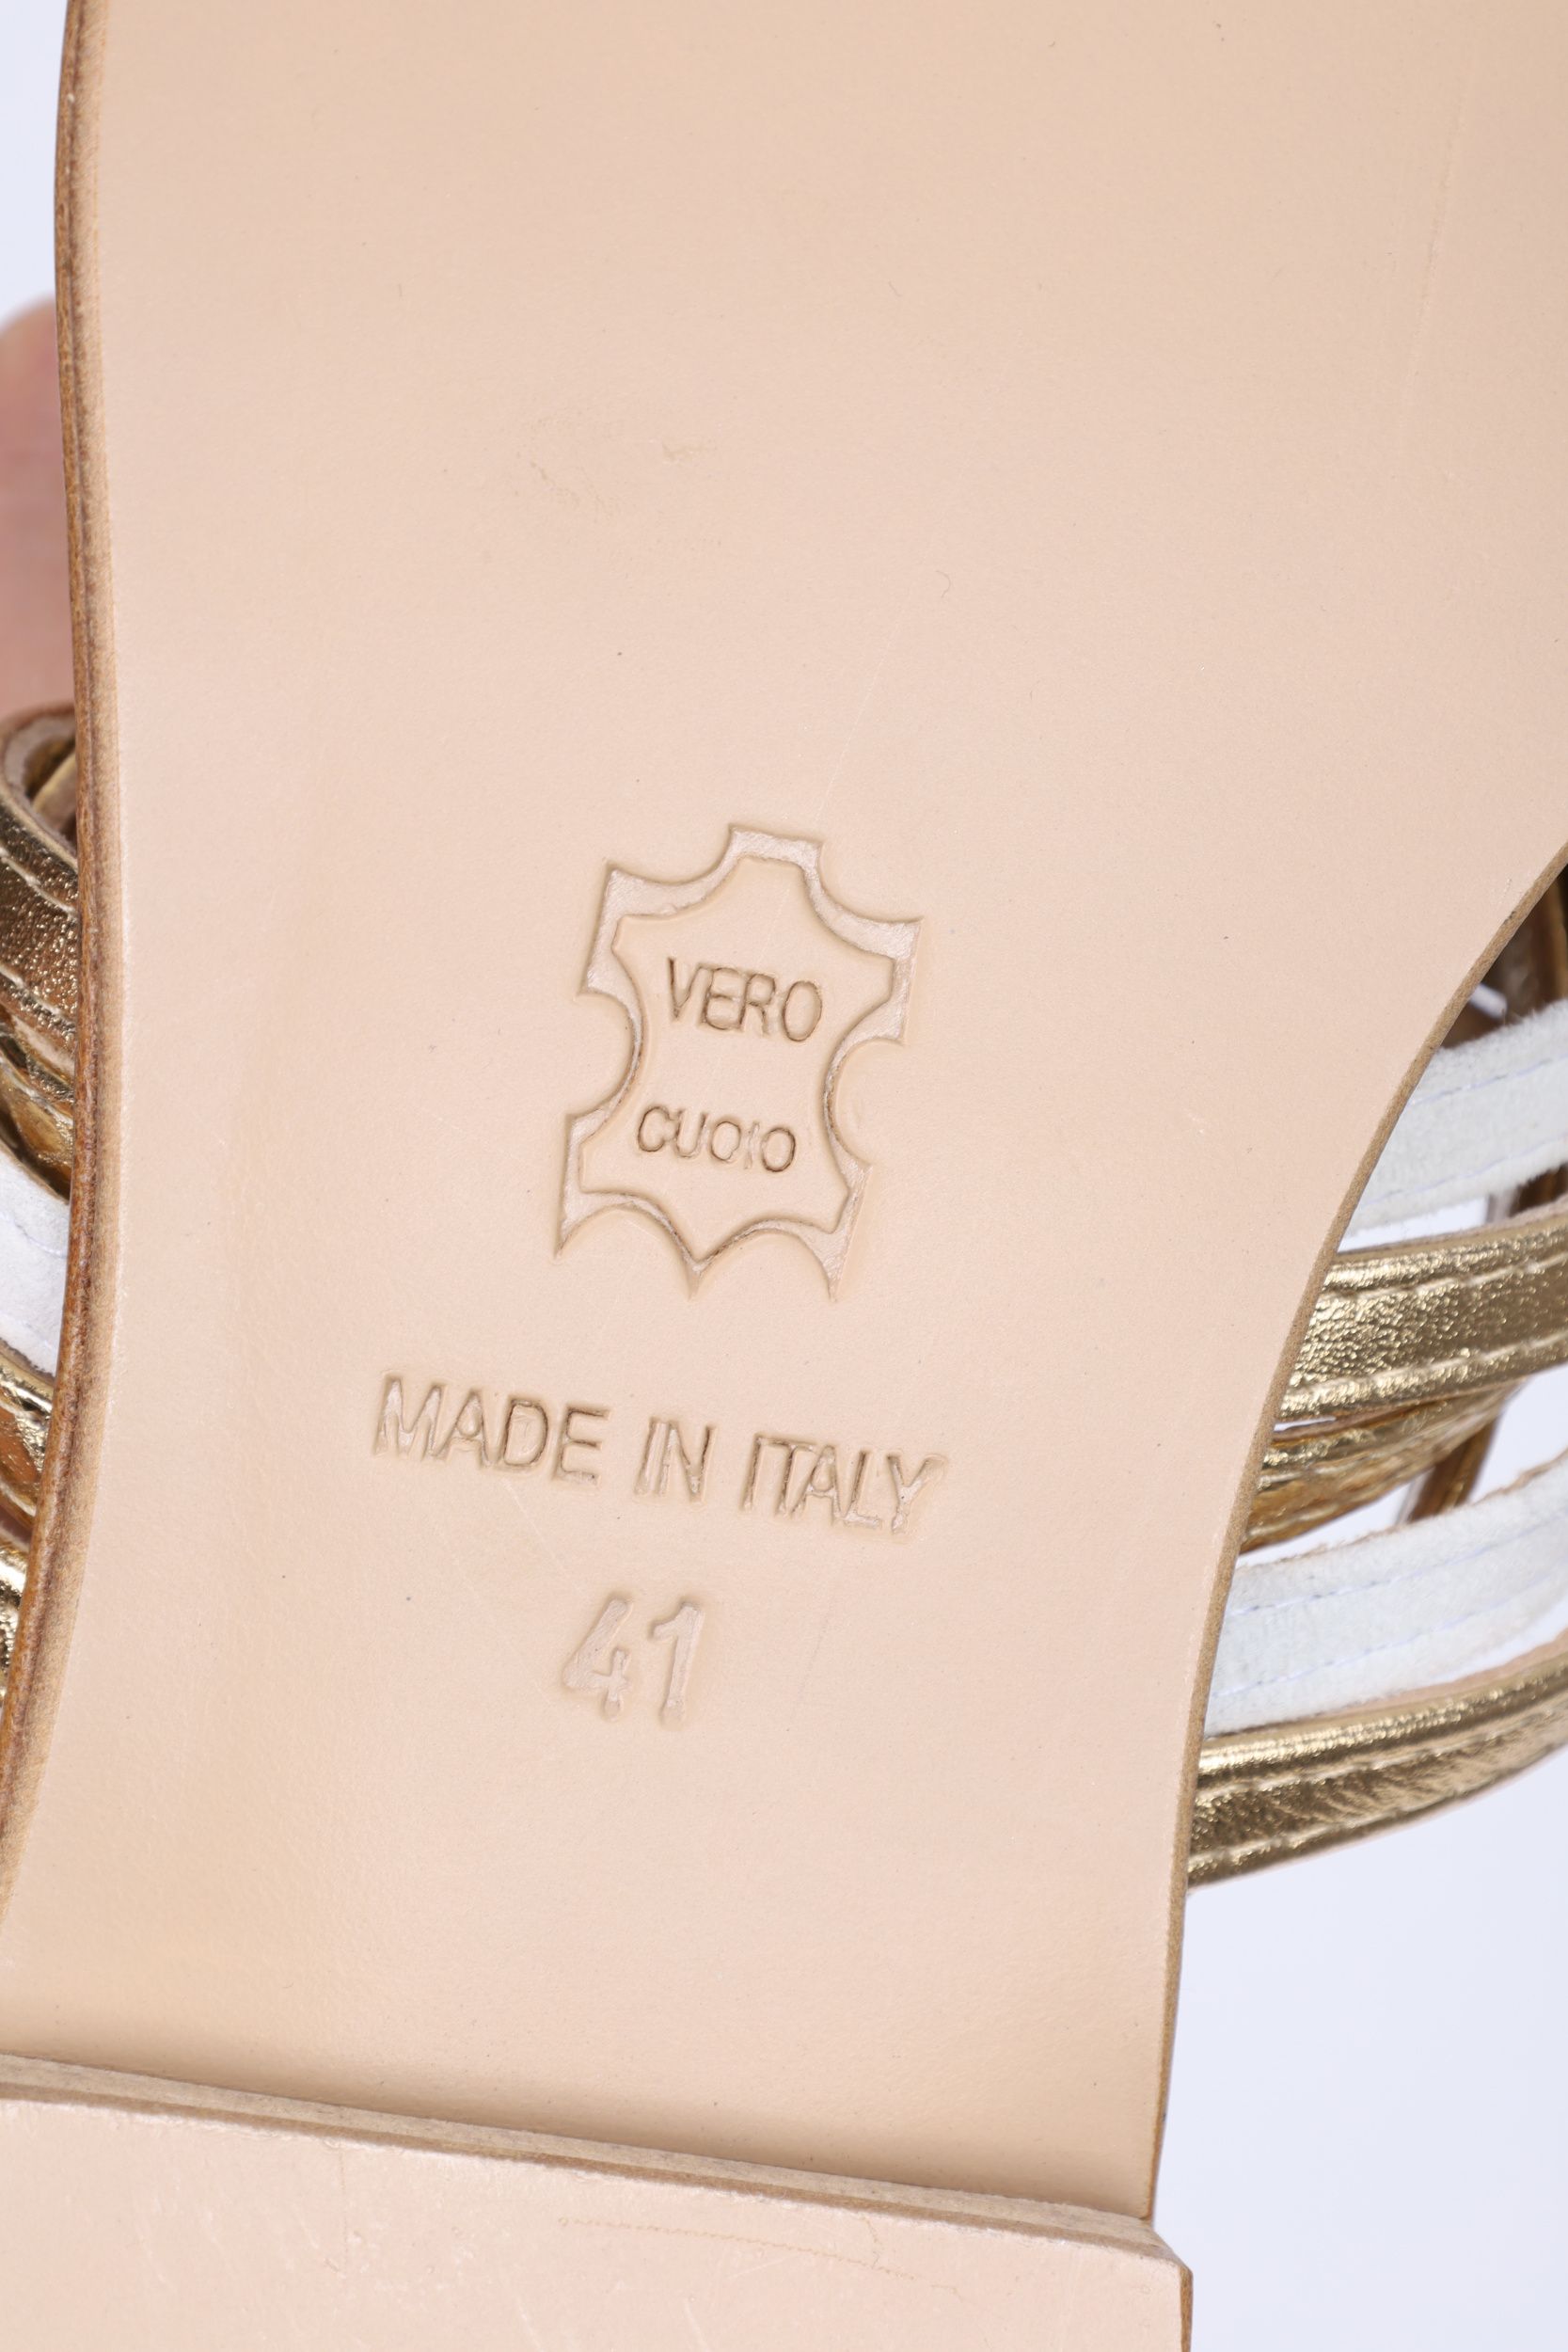 VERO
CUOIO
MADE IN ITALY
41